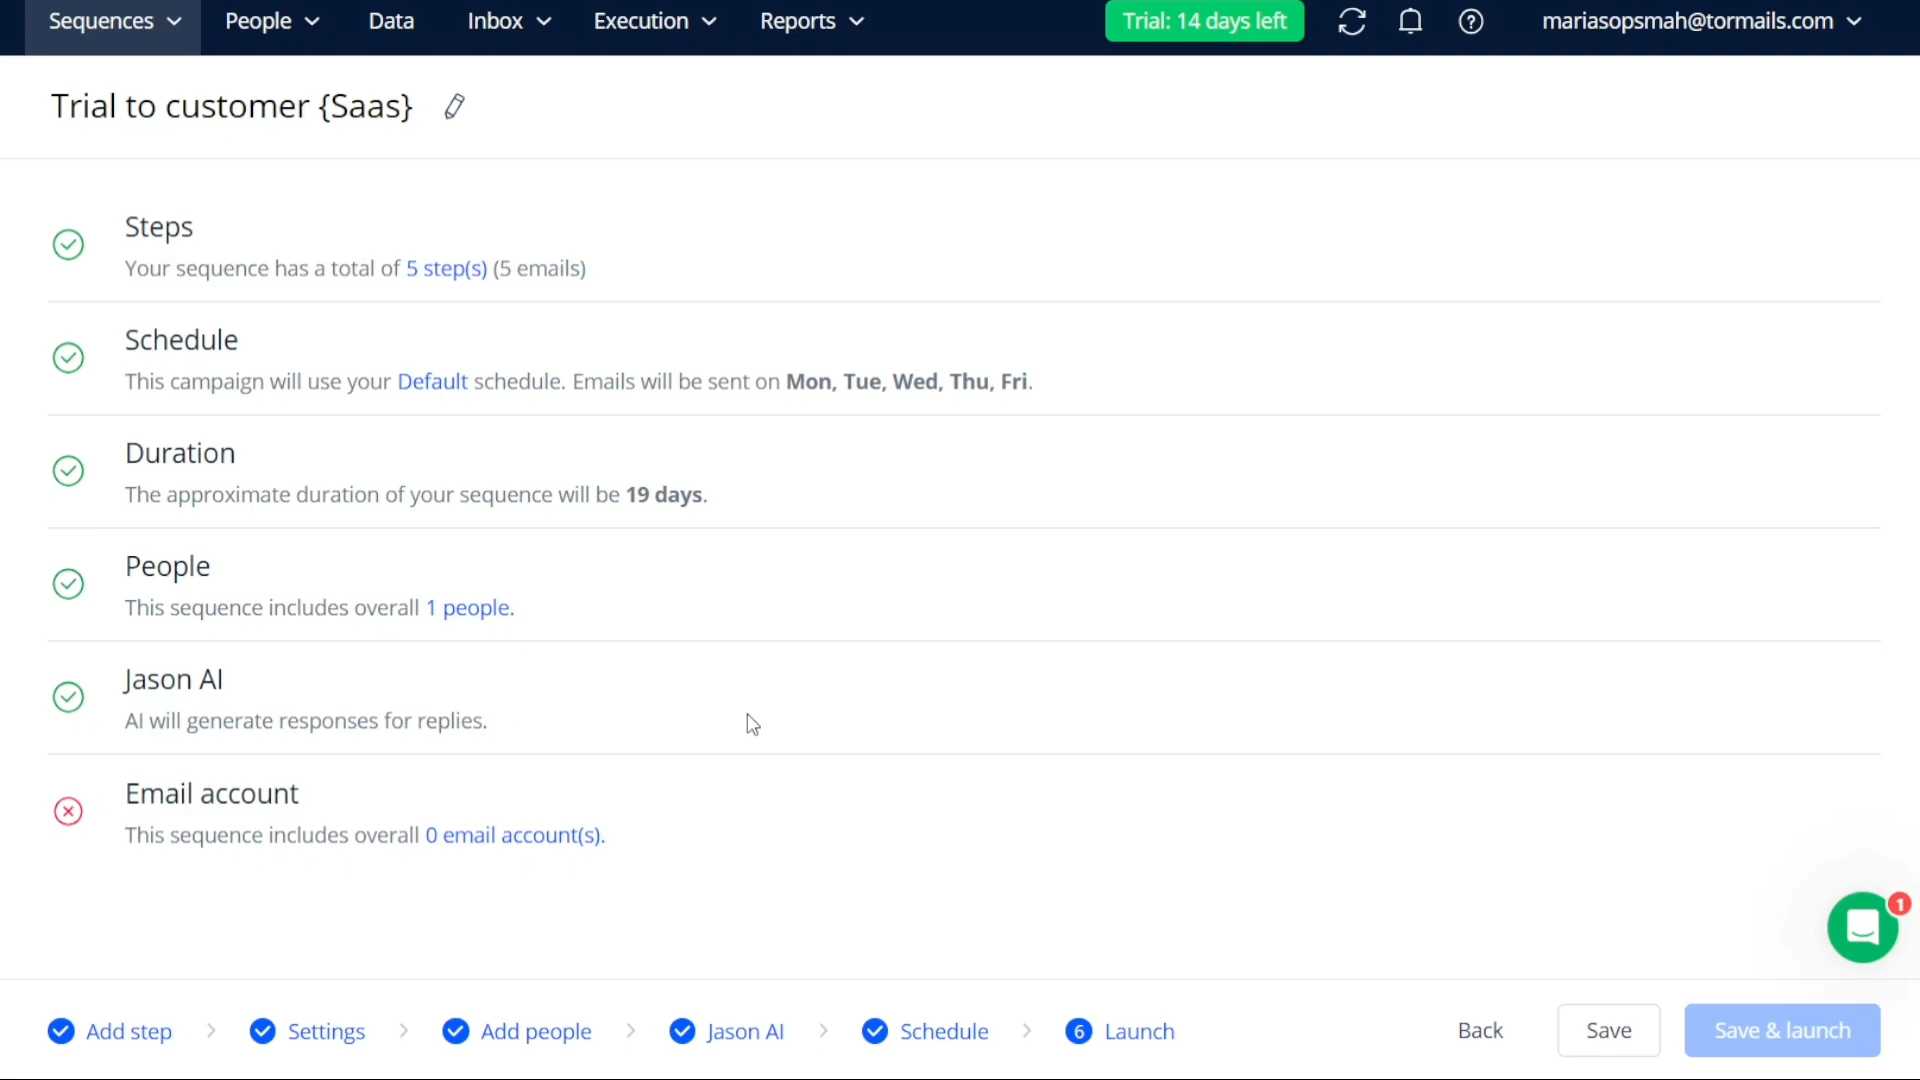 Sequences People Data Inbox Execution Reports Trial: 14 days left mariasopsmah@tormails.com
Trial to customer {Saas}
Steps
Your sequence has a total of 5 step(s) (5 emails)
Schedule
This campaign will use your Default schedule. Emails will be sent on Mon, Tue, Wed, Thu, Fri.
Duration
The approximate duration of your sequence will be 19 days.
People
This sequence includes overall 1 people.
Jason AI
AI will generate responses for replies.
Email account
This sequence includes overall 0 email account(s).
1
Add step Settings Add people Jason AI Schedule 6 Launch Back Save Save & launch